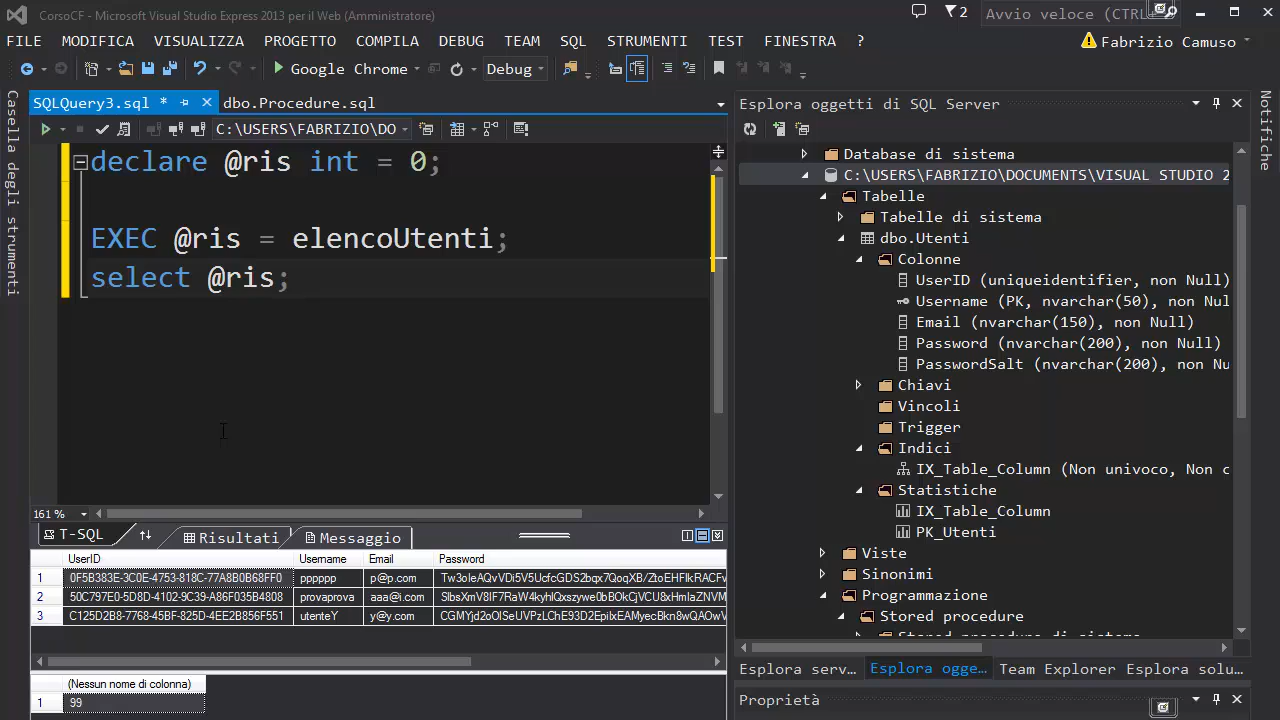 CorsoCF - Microsoft Visual Studio Express 2013 per il Web (Amministratore)
2
Avvio veloce (CTRL+
FILE MODIFICA VISUALIZZA PROGETTO COMPILA DEBUG TEAM SQL STRUMENTI TEST FINESTRA ?
Fabrizio Camuso
Google Chrome Debug
Casella degli strumenti
SQLQuery3.sql * dbo.Procedure.sql
C:\USERS\FABRIZIO\DO
declare @ris int = 0;
EXEC @ris = elencoUtenti;
select @ris;
161 %
T-SQL Risultati Messaggio
UserID Username Email Password
1 0F5B383E-3C0E-4753-818C-77A8B0B68FF0 pppppp p@p.com
2 50C797E0-5D8D-4102-9C39-A86F035B4808 provaprova aaa@i.com
3 C125D2B8-7768-45BF-825D-4EE2B856F551 utenteY y@y.com
(Nessun nome di colonna)
1 99
Esplora oggetti di SQL Server
Database di sistema
C:\USERS\FABRIZIO\DOCUMENTS\VISUAL STUDIO 2
Tabelle
Tabelle di sistema
dbo.Utenti
Colonne
UserID (uniqueidentifier, non Null)
Username (PK, nvarchar(50), non Nul
Email (nvarchar(150), non Null)
Password (nvarchar(200), non Null)
PasswordSalt (nvarchar(200), non Nu
Chiavi
Vincoli
Trigger
Indici
IX_Table_Column (Non univoco, Non c
Statistiche
IX_Table_Column
PK_Utenti
Viste
Sinonimi
Programmazione
Stored procedure
Stored procedure di sistema
Esplora serv... Esplora ogge... Team Explorer Esplora solu...
Proprietà
Notifiche